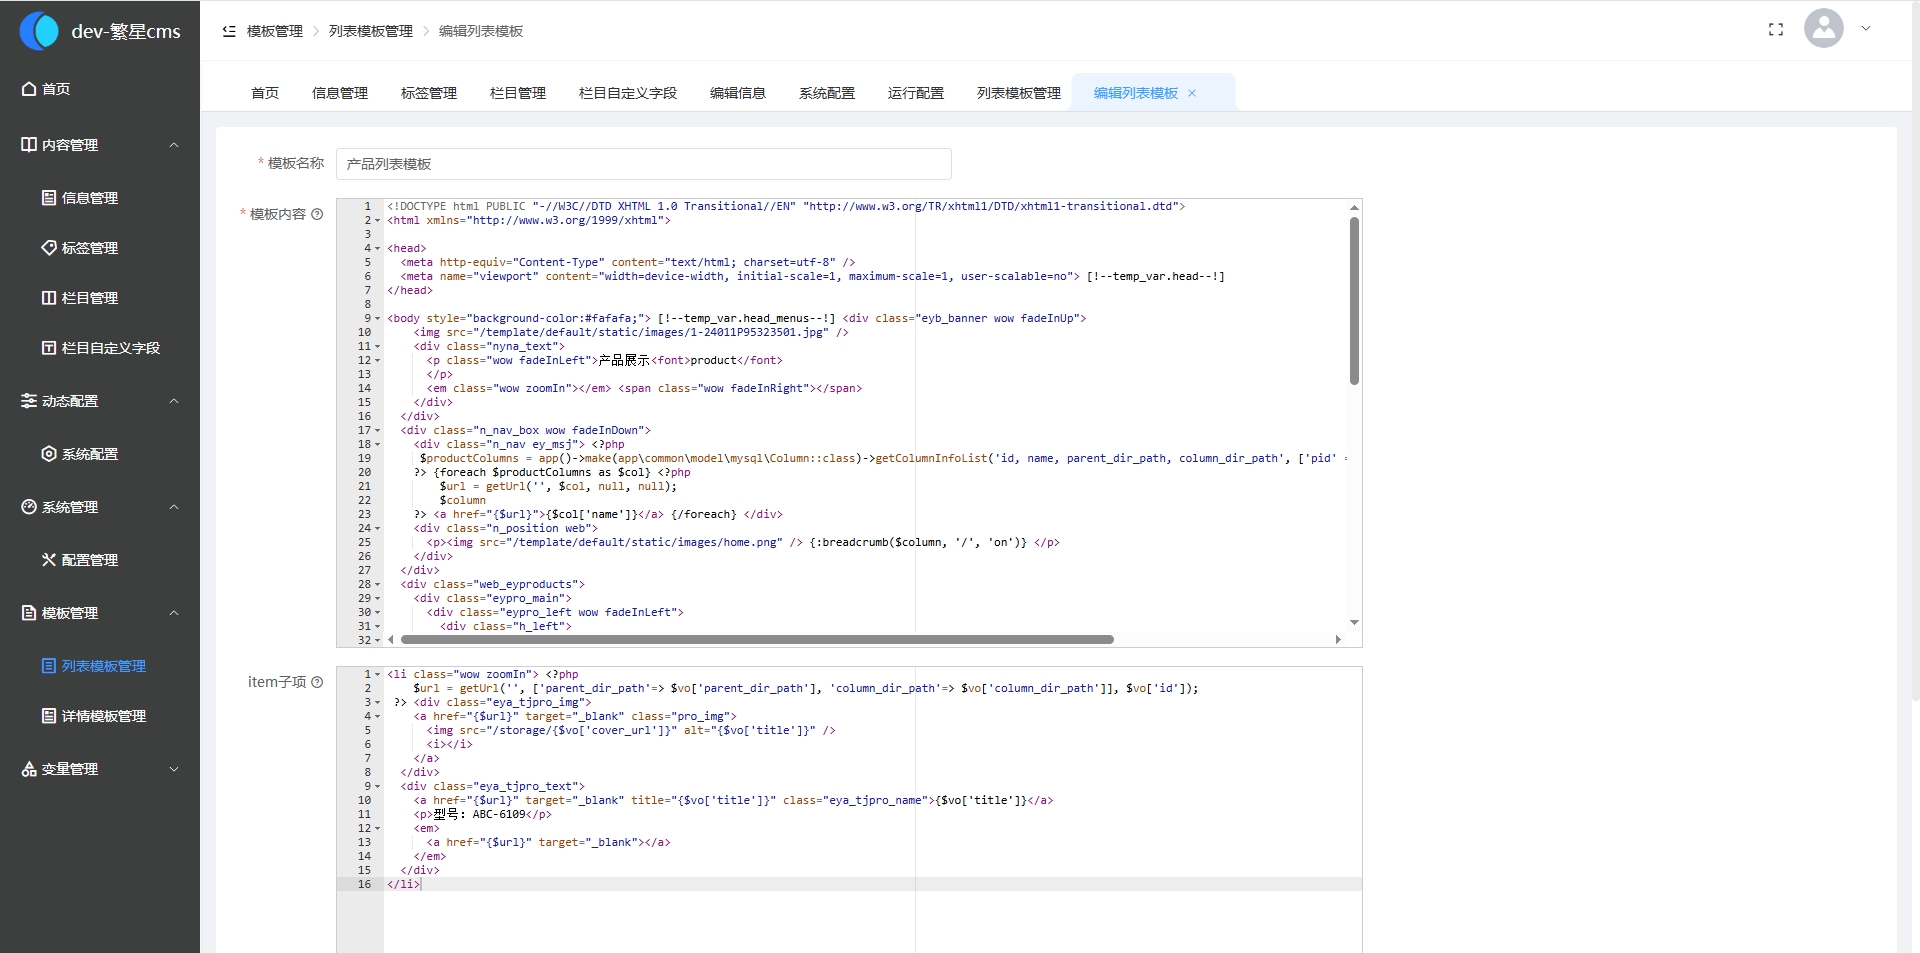 dev-繁星cms
模板管理 > 列表模板管理 > 编辑列表模板
首页 信息管理 标签管理 栏目管理 栏目自定义字段 编辑信息 系统配置 运行配置 列表模板管理 编辑列表模板 ×
首页
内容管理
信息管理
标签管理
栏目管理
栏目自定义字段
动态配置
系统配置
系统管理
配置管理
模板管理
列表模板管理
详情模板管理
变量管理
* 模板名称 产品列表模板
* 模板内容
1 <!DOCTYPE html PUBLIC "-//W3C//DTD XHTML 1.0 Transitional//EN" "http://www.w3.org/TR/xhtml1/DTD/xhtml1-transitional.dtd">
2 <html xmlns="http://www.w3.org/1999/xhtml">
3
4 <head>
5 <meta http-equiv="Content-Type" content="text/html; charset=utf-8" />
6 <meta name="viewport" content="width=device-width, initial-scale=1, maximum-scale=1, user-scalable=no"> [!--temp_var.head--!]
7 </head>
8
9 <body style="background-color:#fafafa;"> [!--temp_var.head_menus--!] <div class="eyb_banner wow fadeInUp">
10 <img src="/template/default/static/images/1-24011P95323501.jpg" />
11 <div class="nyna_text">
12 <p class="wow fadeInLeft">产品展示<font>product</font>
13 </p>
14 <em class="wow zoomIn"></em> <span class="wow fadeInRight"></span>
15 </div>
16 </div>
17 <div class="n_nav_box wow fadeInDown">
18 <div class="n_nav ey_msj"> <?php
19 $productColumns = app()->make(app\common\model\mysql\Column::class)->getColumnInfoList('id, name, parent_dir_path, column_dir_path', ['pid' =
20 ?> {foreach $productColumns as $col} <?php
21 $url = getUrl('', $col, null, null);
22 $column
23 ?> <a href="{$url}">{$col['name']}</a> {/foreach} </div>
24 <div class="n_position web">
25 <p><img src="/template/default/static/images/home.png" /> {:breadcrumb($column, '/', 'on')} </p>
26 </div>
27 </div>
28 <div class="web_eyproducts">
29 <div class="eypro_main">
30 <div class="eypro_left wow fadeInLeft">
31 <div class="h_left">
32
item子项
1 <li class="wow zoomIn"> <?php
2 $url = getUrl('', ['parent_dir_path'=> $vo['parent_dir_path'], 'column_dir_path'=> $vo['column_dir_path']], $vo['id']);
3 ?> <div class="eya_tjpro_img">
4 <a href="{$url}" target="_blank" class="pro_img">
5 <img src="/storage/{$vo['cover_url']}" alt="{$vo['title']}" />
6 <i></i>
7 </a>
8 </div>
9 <div class="eya_tjpro_text">
10 <a href="{$url}" target="_blank" title="{$vo['title']}" class="eya_tjpro_name">{$vo['title']}</a>
11 <p>型号: ABC-6109</p>
12 <em>
13 <a href="{$url}" target="_blank"></a>
14 </em>
15 </div>
16 </li>